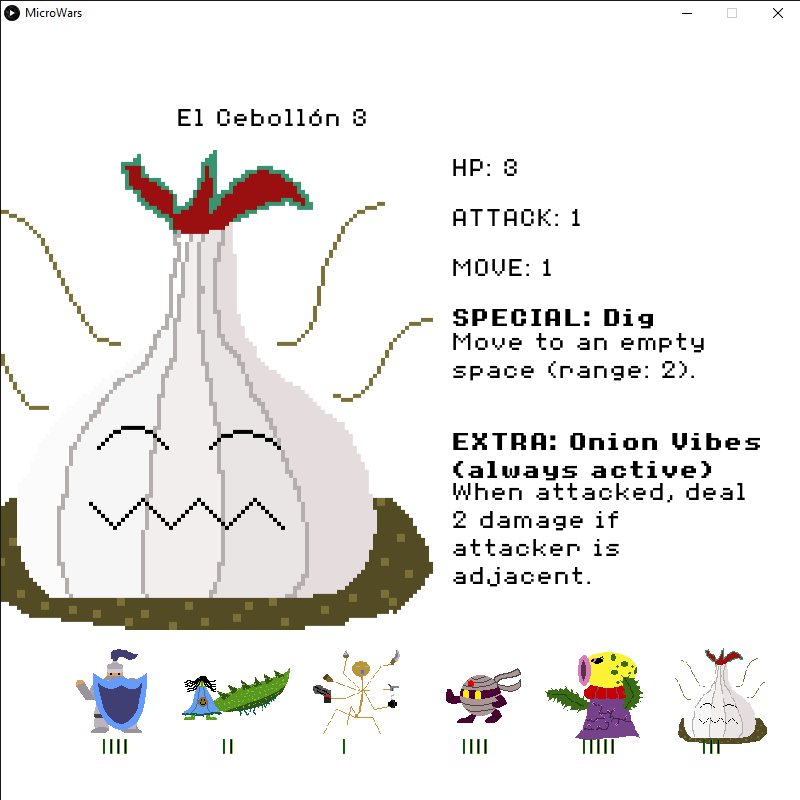 MicroWars
El Cebollón 3
HP: 3
ATTACK: 1
MOVE: 1
SPECIAL: Dig
Move to an empty
space (range: 2).
EXTRA: Onion Vibes
(always active)
When attacked, deal
2 damage if
attacker is
adjacent.